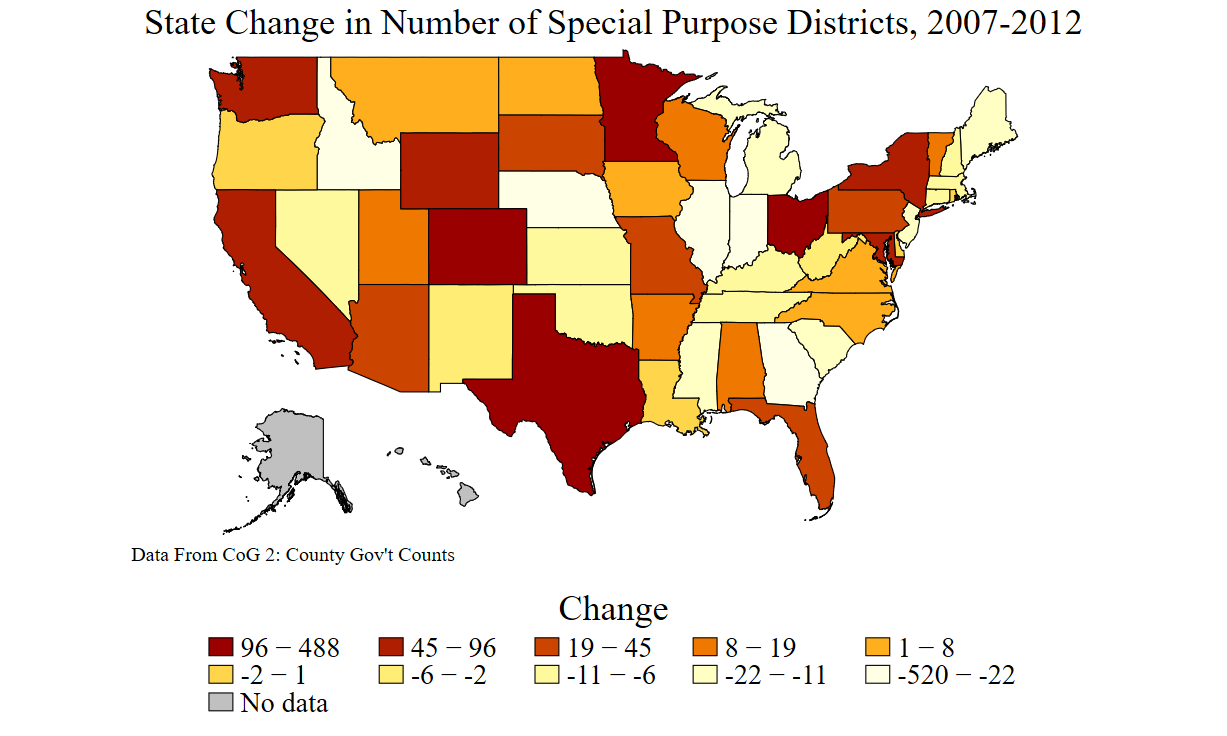 State Change in Number of Special Purpose Districts, 2007-2012
Data From CoG 2: County Gov't Counts
Change
96 − 488 45 − 96 19 − 45 8 − 19 1 − 8
-2 − 1 -6 − -2 -11 − -6 -22 − -11 -520 − -22
No data